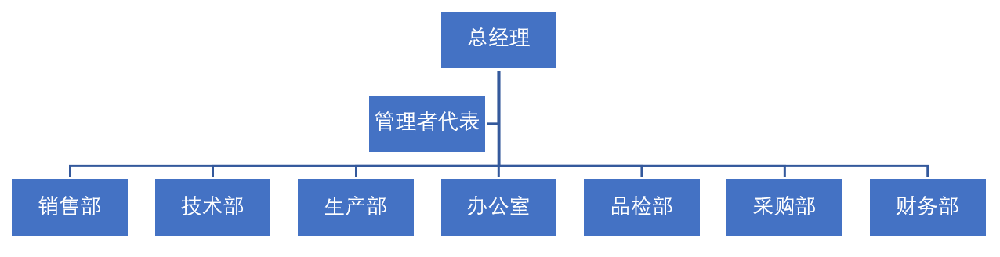 总经理
管理者代表
销售部
技术部
生产部
办公室
品检部
采购部
财务部